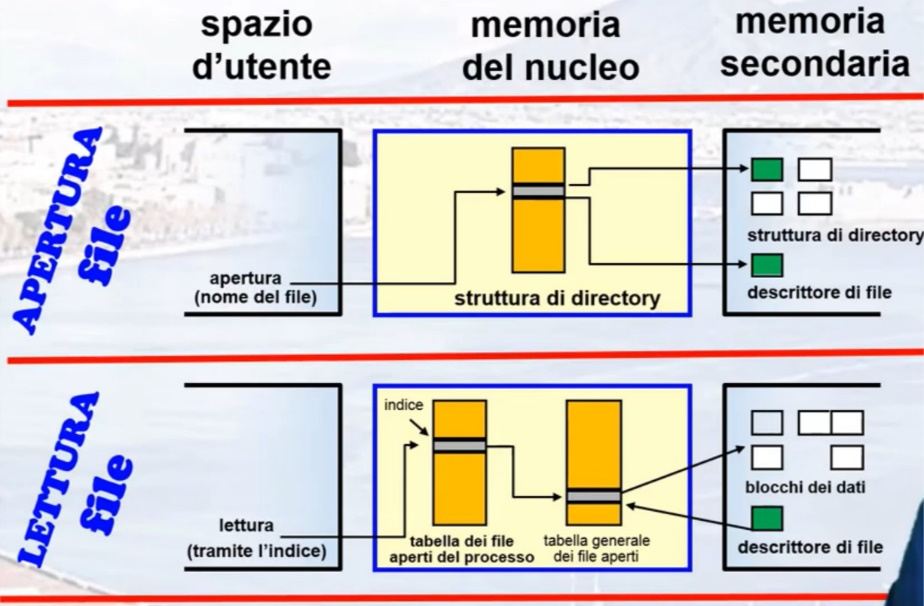 spazio
d'utente
memoria
del nucleo
memoria
secondaria
APERTURA
file
apertura
(nome del file)
struttura di directory
struttura di directory
descrittore di file
LETTURA
file
lettura
(tramite l'indice)
indice
tabella dei file
aperti del processo
tabella generale
dei file aperti
blocchi dei dati
descrittore di file